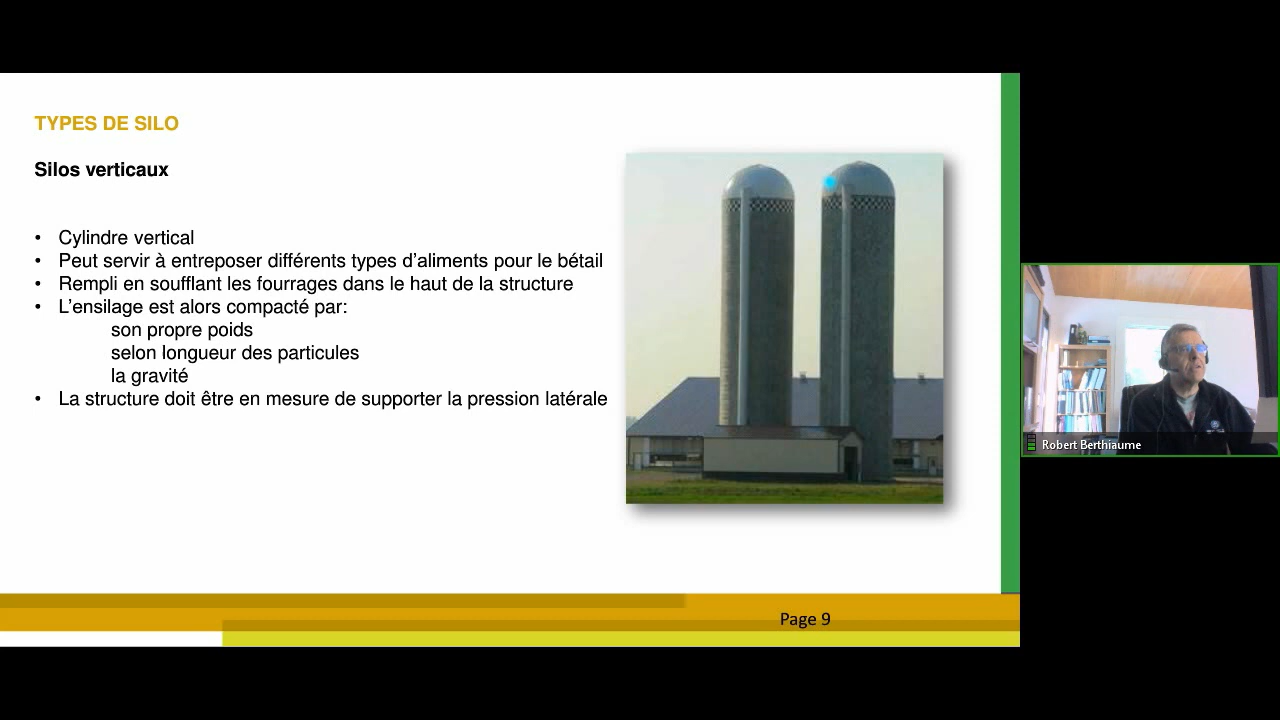 TYPES DE SILO
Silos verticaux
• Cylindre vertical
• Peut servir à entreposer différents types d'aliments pour le bétail
• Rempli en soufflant les fourrages dans le haut de la structure
• L'ensilage est alors compacté par:
son propre poids
selon longueur des particules
la gravité
• La structure doit être en mesure de supporter la pression latérale
Page 9
Robert Berthiaume